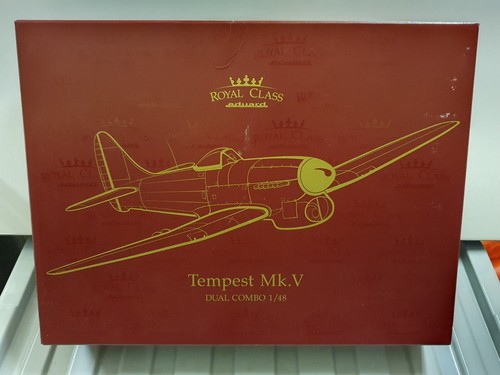 ROYAL CLASS
eduard
Tempest Mk.V
DUAL COMBO 1/48